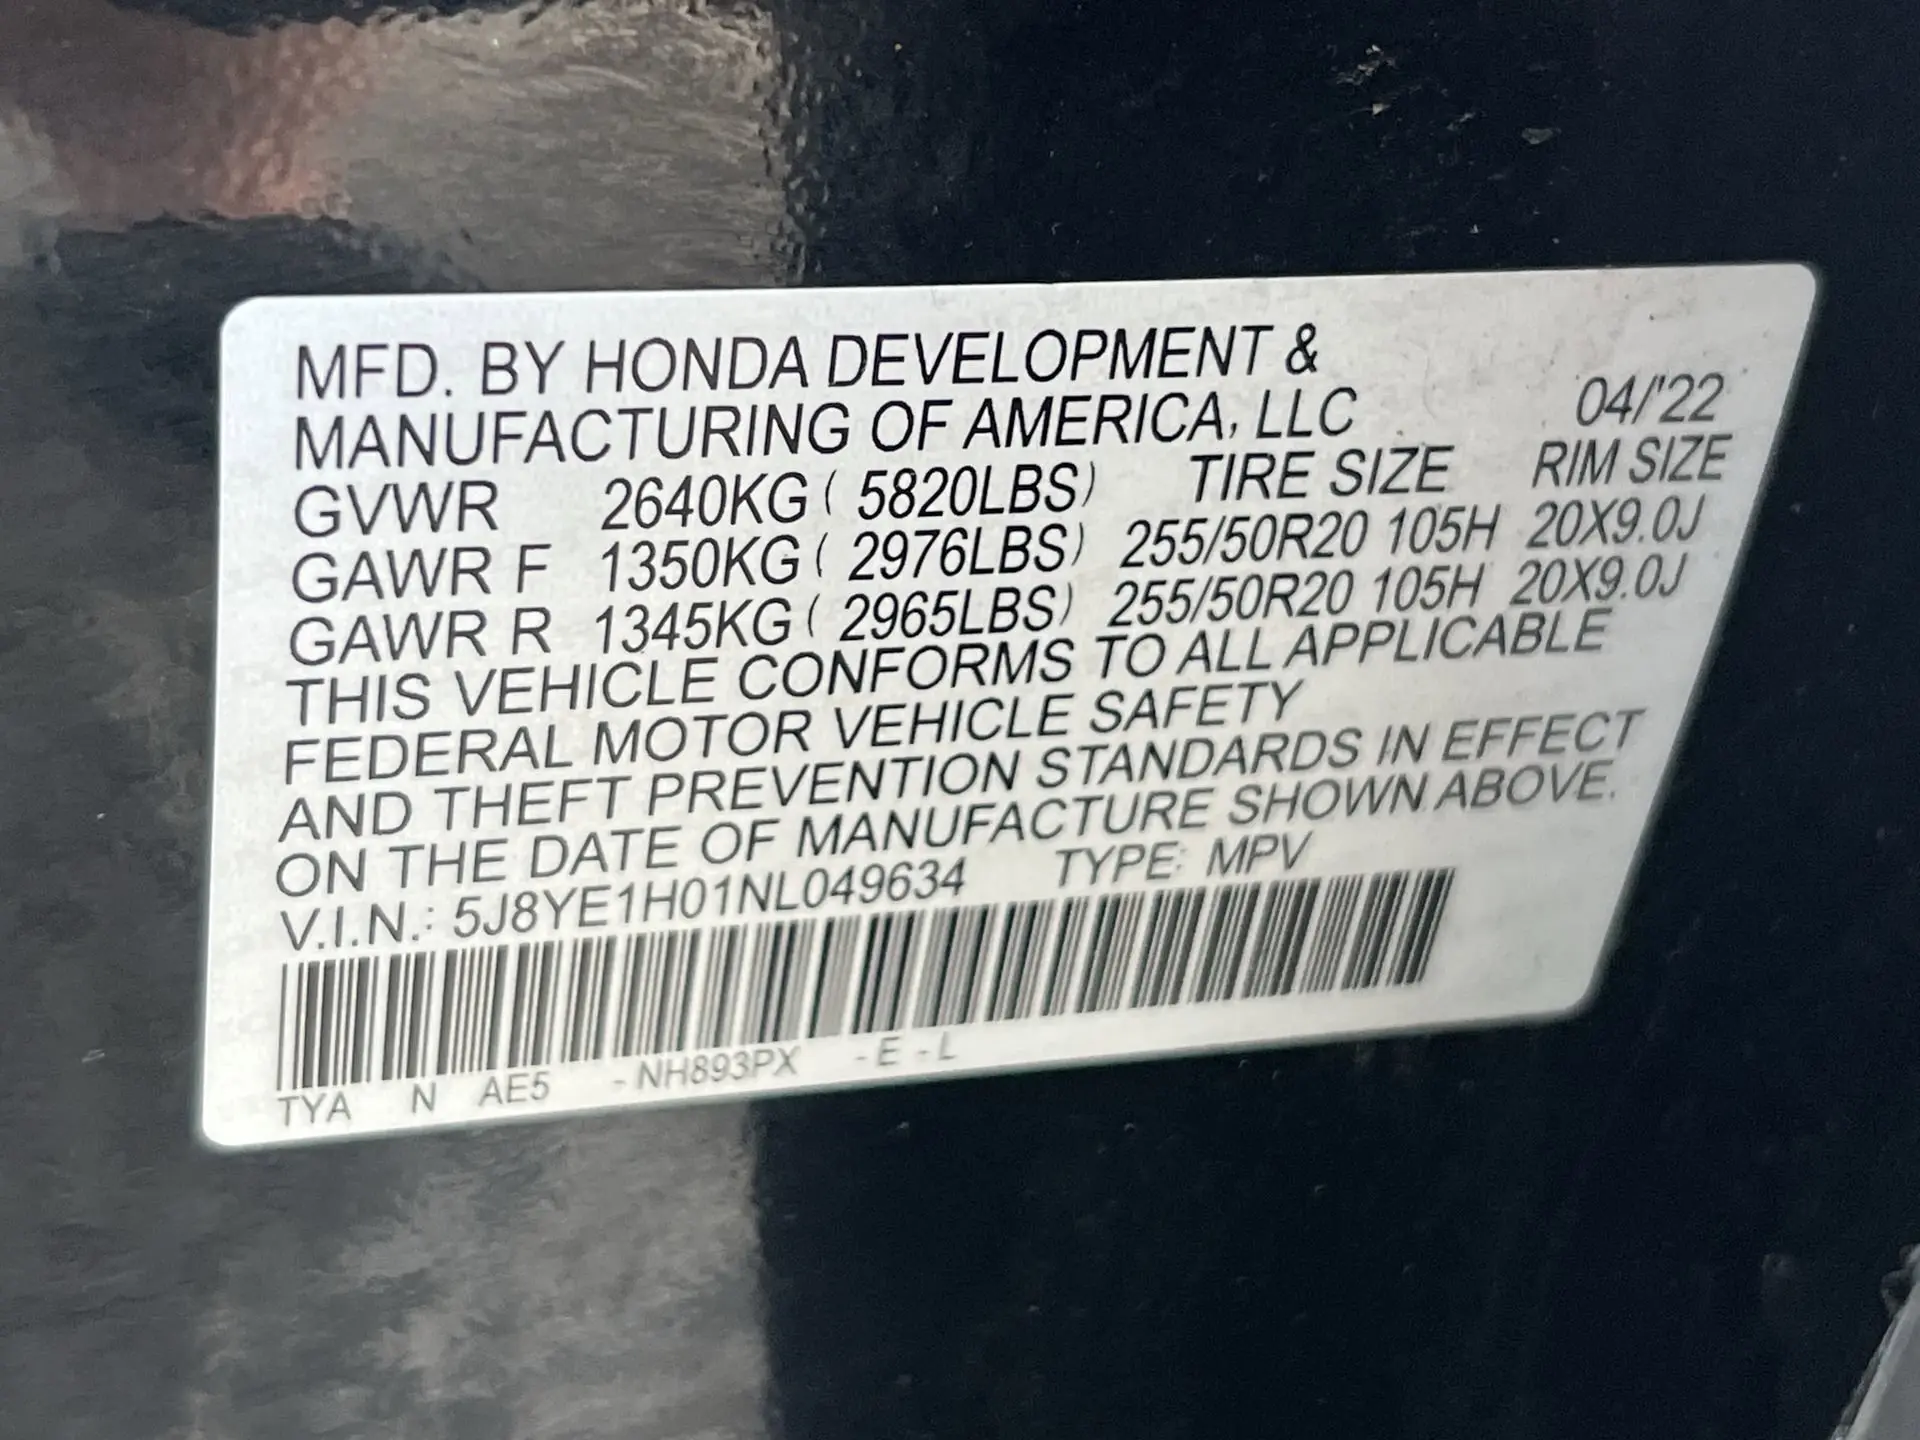 MFD. BY HONDA DEVELOPMENT &
MANUFACTURING OF AMERICA, LLC 04/'22
GVWR 2640KG ( 5820LBS) TIRE SIZE RIM SIZE
GAWR F 1350KG ( 2976LBS) 255/50R20 105H 20X9.0J
GAWR R 1345KG ( 2965LBS) 255/50R20 105H 20X9.0J
THIS VEHICLE CONFORMS TO ALL APPLICABLE
FEDERAL MOTOR VEHICLE SAFETY
AND THEFT PREVENTION STANDARDS IN EFFECT
ON THE DATE OF MANUFACTURE SHOWN ABOVE.
V.I.N.: 5J8YE1H01NL049634 TYPE: MPV
TYA N AE5 -NH893PX -E -L